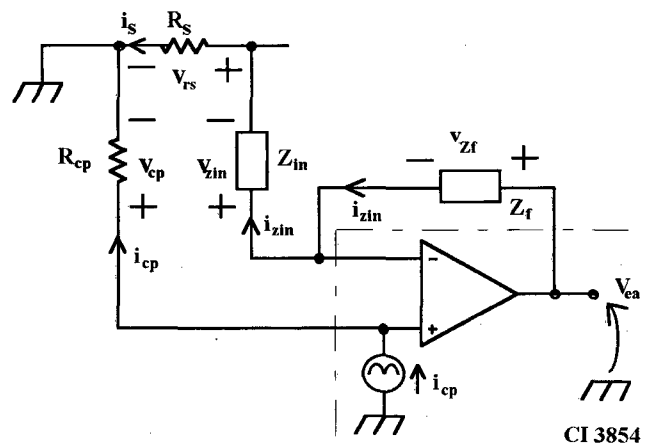 i_s R_s
− v_rs +
R_cp − v_cp +
− v_zin + Z_in
− v_Zf +
i_zin Z_f
i_zin
−
i_cp
V_ea
+
i_cp
CI 3854